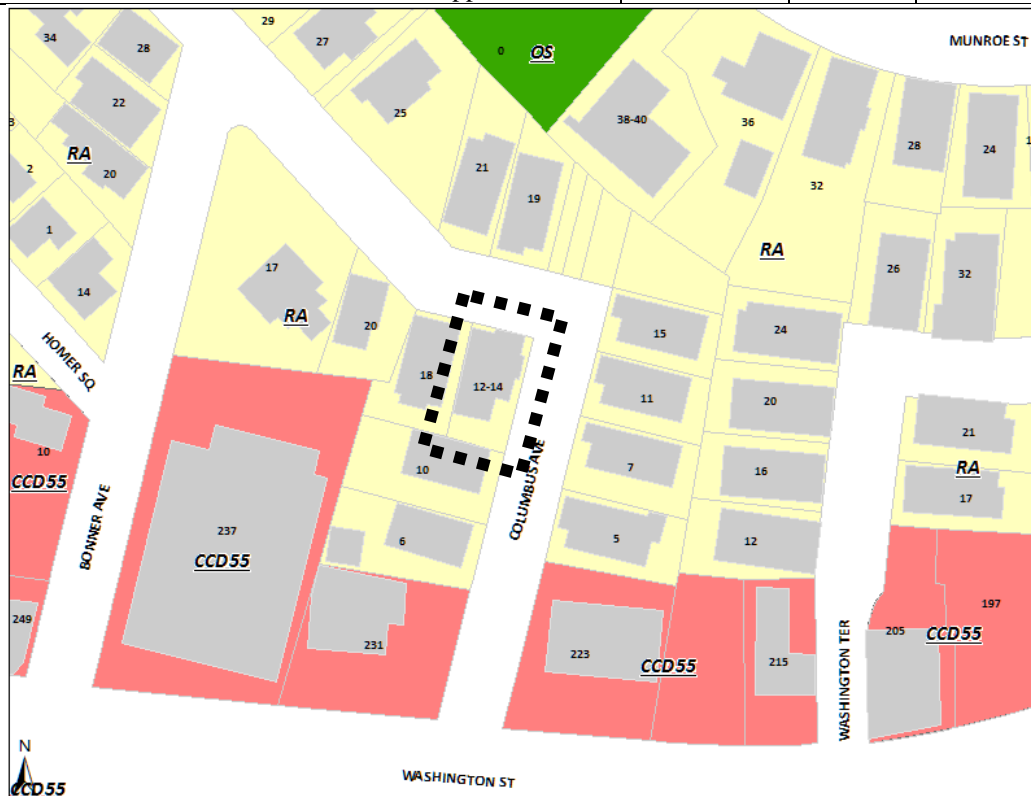 29
34
28
27
0
OS
MUNROE ST
22
25
38-40
36
28
24
RA
20
2
21
19
32
1
14
17
RA
RA
20
26
32
HOMER SQ
RA
15
24
18
12-14
11
20
21
10
CCD55
10
7
16
RA
17
COLUMBUS AVE
BONNER AVE
237
CCD55
6
5
12
249
231
223
CCD55
215
WASHINGTON TER
205
197
CCD55
N
CCD55
WASHINGTON ST